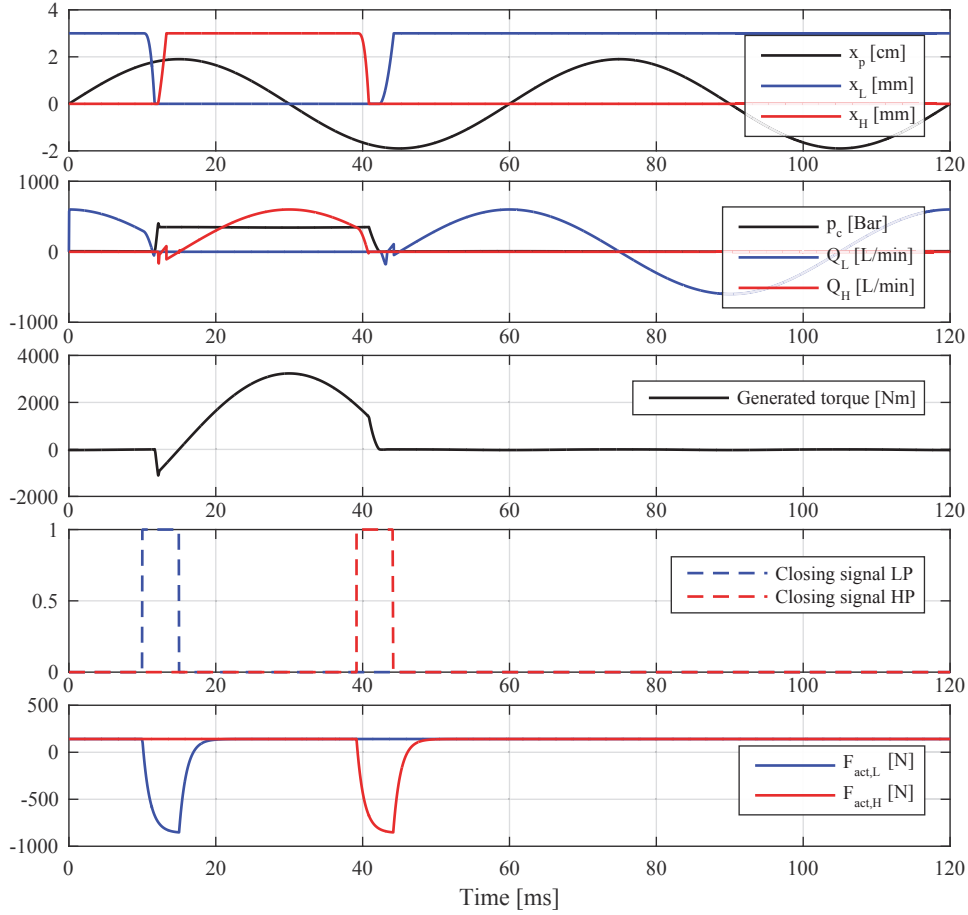 4
2
0
-2
x_p [cm]
x_L [mm]
x_H [mm]
0 20 40 60 80 100 120
1000
0
-1000
p_c [Bar]
Q_L [L/min]
Q_H [L/min]
0 20 40 60 80 100 120
4000
2000
0
-2000
Generated torque [Nm]
0 20 40 60 80 100 120
1
0.5
0
Closing signal LP
Closing signal HP
0 20 40 60 80 100 120
500
0
-500
-1000
F_act,L [N]
F_act,H [N]
0 20 40 60 80 100 120
Time [ms]